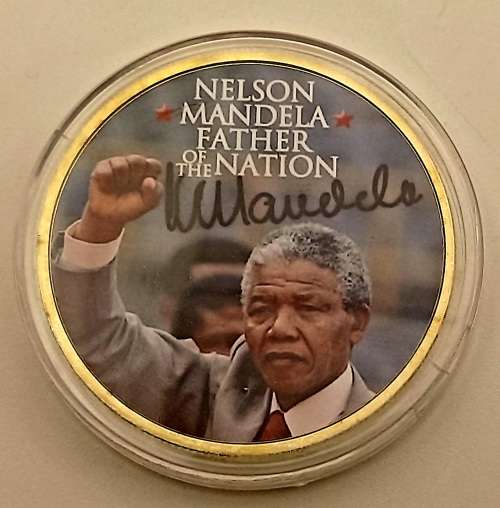 NELSON
MANDELA
FATHER
OF THE NATION
NMandela